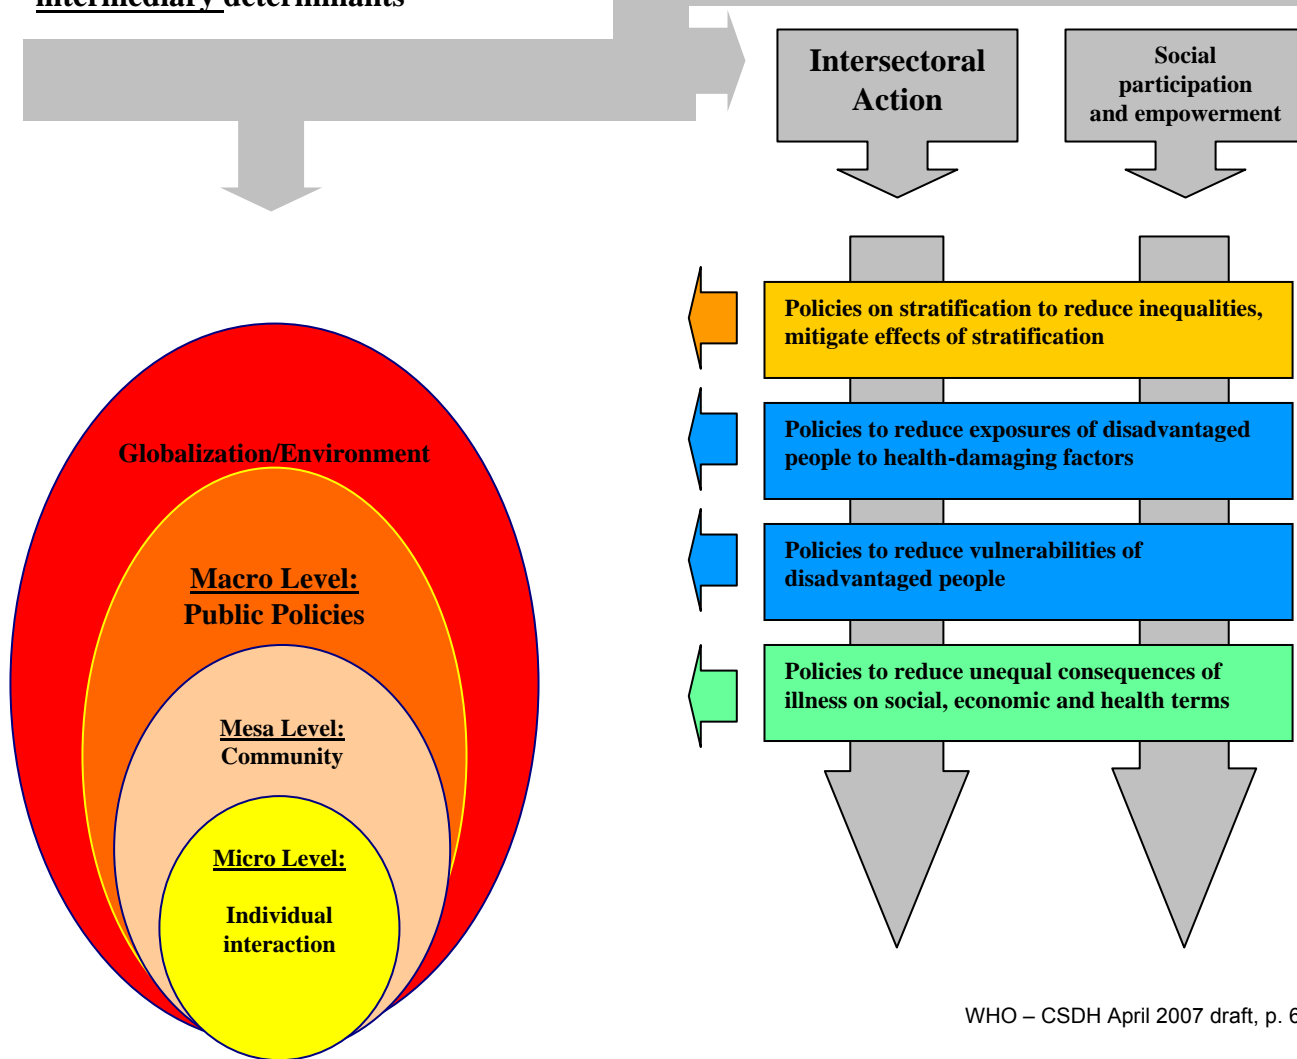 intermediary determinants
Intersectoral
Action
Social
participation
and empowerment
Policies on stratification to reduce inequalities,
mitigate effects of stratification
Policies to reduce exposures of disadvantaged
people to health-damaging factors
Policies to reduce vulnerabilities of
disadvantaged people
Policies to reduce unequal consequences of
illness on social, economic and health terms
Globalization/Environment
Macro Level:
Public Policies
Mesa Level:
Community
Micro Level:
Individual
interaction
WHO – CSDH April 2007 draft, p. 6